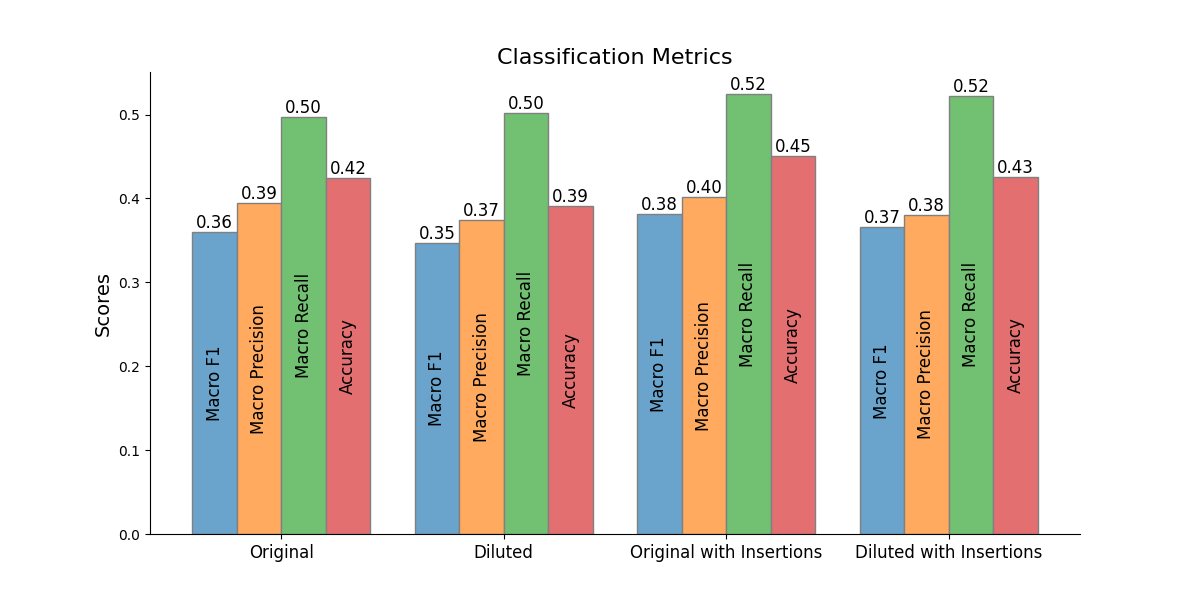 Classification Metrics
Scores
0.5
0.4
0.3
0.2
0.1
0.0
0.36 0.39 0.50 0.42
0.35 0.37 0.50 0.39
0.38 0.40 0.52 0.45
0.37 0.38 0.52 0.43
Macro F1 Macro Precision Macro Recall Accuracy
Macro F1 Macro Precision Macro Recall Accuracy
Macro F1 Macro Precision Macro Recall Accuracy
Macro F1 Macro Precision Macro Recall Accuracy
Original Diluted Original with Insertions Diluted with Insertions